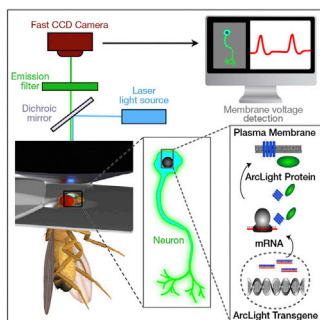 Fast CCD Camera
Emission
filter
Dichroic
mirror
Laser
light source
Membrane voltage
detection
Neuron
Plasma Membrane
ArcLight Protein
mRNA
ArcLight Transgene